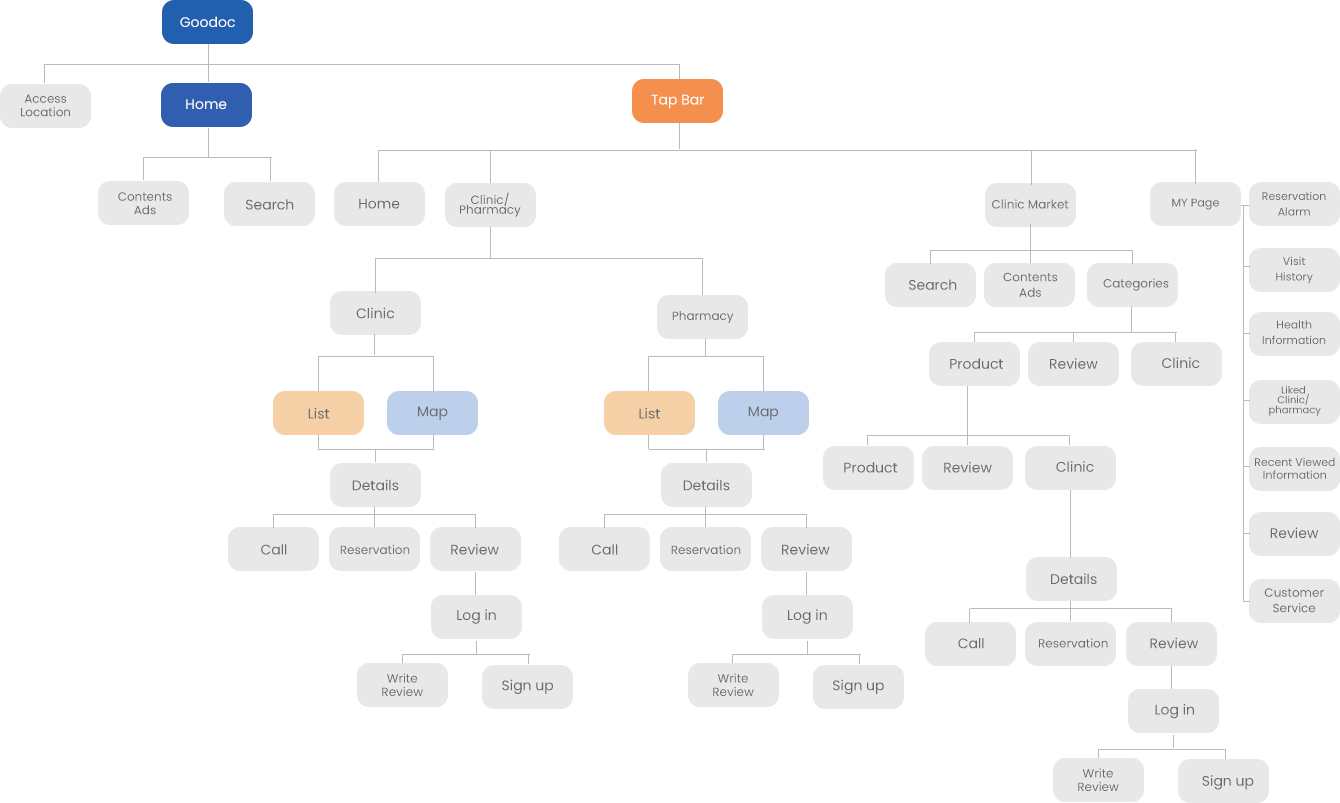 Goodoc
Access
Location
Home
Tap Bar
Contents
Ads
Search
Home
Clinic/
Pharmacy
Clinic Market
MY Page
Reservation
Alarm
Visit
History
Health
Information
Liked
Clinic/
pharmacy
Recent Viewed
Information
Review
Customer
Service
Clinic
Pharmacy
Search
Contents
Ads
Categories
Product
Review
Clinic
List
Map
List
Map
Product
Review
Clinic
Details
Details
Call
Reservation
Review
Call
Reservation
Review
Details
Log in
Log in
Call
Reservation
Review
Write
Review
Sign up
Write
Review
Sign up
Log in
Write
Review
Sign up